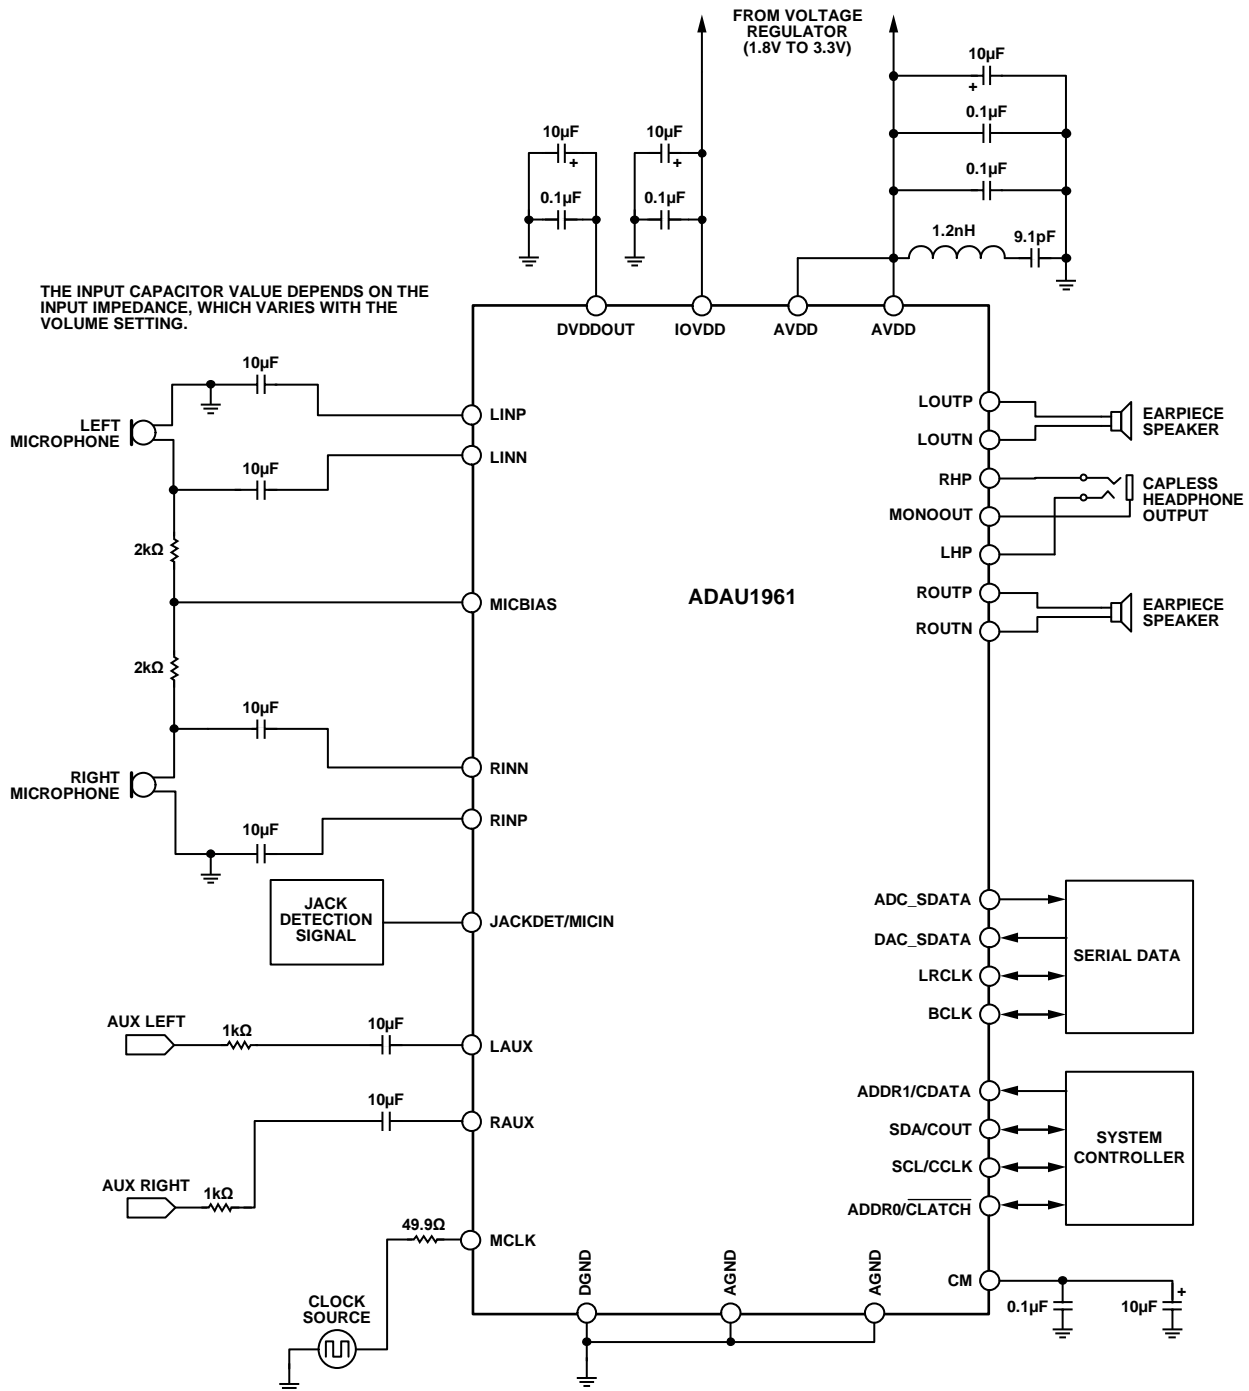 FROM VOLTAGE
REGULATOR
(1.8V TO 3.3V)
10µF
+
0.1µF
0.1µF
1.2nH
9.1pF
10µF
+
0.1µF
10µF
+
0.1µF
THE INPUT CAPACITOR VALUE DEPENDS ON THE
INPUT IMPEDANCE, WHICH VARIES WITH THE
VOLUME SETTING.
DVDDOUT
IOVDD
AVDD
AVDD
10µF
LINP
LEFT
MICROPHONE
10µF
LINN
2kΩ
MICBIAS
2kΩ
10µF
RINN
RIGHT
MICROPHONE
10µF
RINP
JACK
DETECTION
SIGNAL
JACKDET/MICIN
AUX LEFT
1kΩ
10µF
LAUX
10µF
RAUX
AUX RIGHT
1kΩ
49.9Ω
MCLK
CLOCK
SOURCE
ADAU1961
LOUTP
LOUTN
EARPIECE
SPEAKER
RHP
MONOOUT
LHP
CAPLESS
HEADPHONE
OUTPUT
ROUTP
ROUTN
EARPIECE
SPEAKER
ADC_SDATA
DAC_SDATA
LRCLK
BCLK
SERIAL DATA
ADDR1/CDATA
SDA/COUT
SCL/CCLK
ADDR0/CLATCH
SYSTEM
CONTROLLER
DGND
AGND
AGND
CM
0.1µF
10µF
+